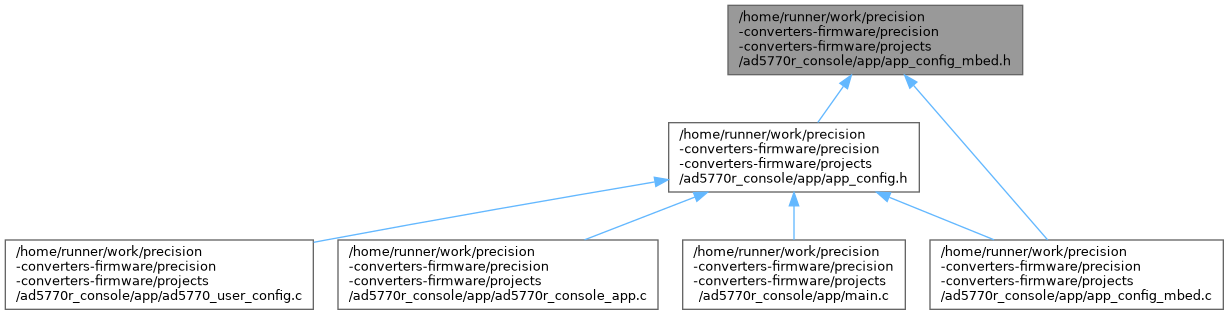 /home/runner/work/precision
-converters-firmware/precision
-converters-firmware/projects
/ad5770r_console/app/app_config_mbed.h
/home/runner/work/precision
-converters-firmware/precision
-converters-firmware/projects
/ad5770r_console/app/app_config.h
/home/runner/work/precision
-converters-firmware/precision
-converters-firmware/projects
/ad5770r_console/app/ad5770_user_config.c
/home/runner/work/precision
-converters-firmware/precision
-converters-firmware/projects
/ad5770r_console/app/ad5770r_console_app.c
/home/runner/work/precision
-converters-firmware/precision
-converters-firmware/projects
/ad5770r_console/app/main.c
/home/runner/work/precision
-converters-firmware/precision
-converters-firmware/projects
/ad5770r_console/app/app_config_mbed.c